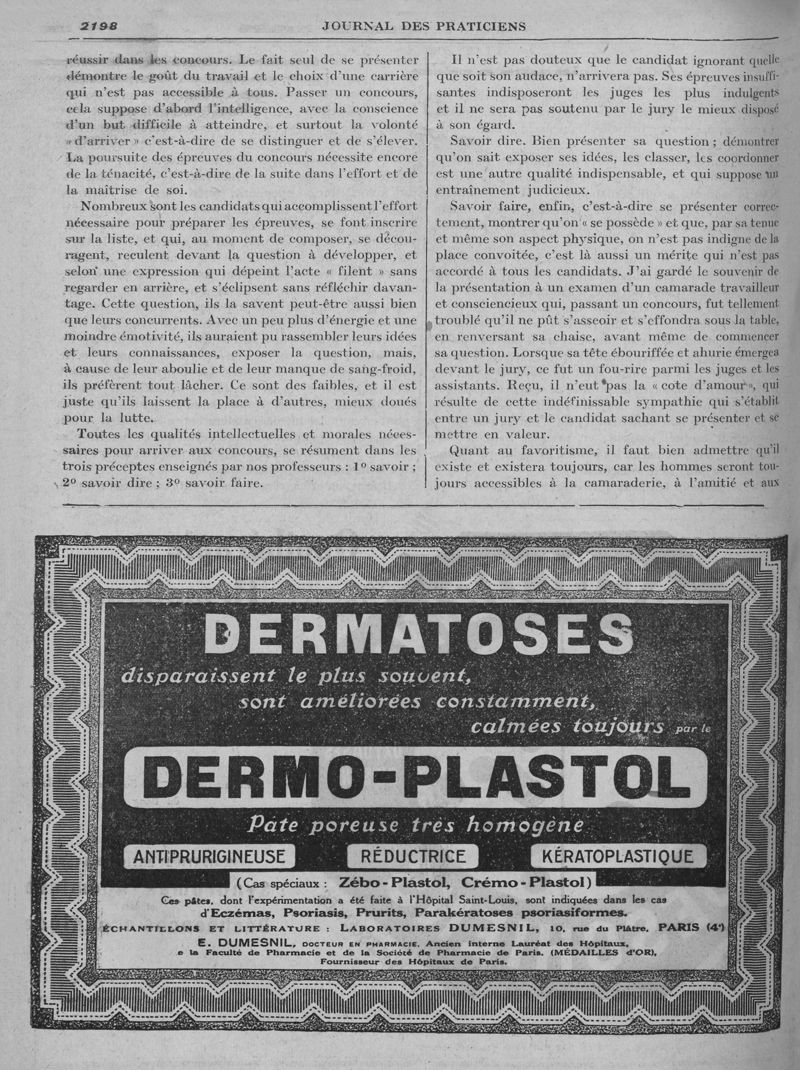 2198
JOURNAL DES PRATICIENS
réussir dans les concours. Le fait seul de se présenter
démontre le goût du travail et le choix d'une carrière
qui n'est pas accessible à tous. Passer un concours,
cela suppose d'abord l'intelligence, avec la conscience
d'un but difficile à atteindre, et surtout la volonté
« d'arriver » c'est-à-dire de se distinguer et de s'élever.
La poursuite des épreuves du concours nécessite encore
de la ténacité, c'est-à-dire de la suite dans l'effort et de
la maîtrise de soi.
Nombreux sont les candidats qui accomplissent l'effort
nécessaire pour préparer les épreuves, se font inscrire
sur la liste, et qui, au moment de composer, se décou-
ragent, reculent devant la question à développer, et
selon une expression qui dépeint l'acte « filent » sans
regarder en arrière, et s'éclipsent sans réfléchir davan-
tage. Cette question, ils la savent peut-être aussi bien
que leurs concurrents. Avec un peu plus d'énergie et une
moindre émotivité, ils auraient pu rassembler leurs idées
et leurs connaissances, exposer la question, mais,
à cause de leur aboulie et de leur manque de sang-froid,
ils préfèrent tout lâcher. Ce sont des faibles, et il est
juste qu'ils laissent la place à d'autres, mieux doués
pour la lutte.
Toutes les qualités intellectuelles et morales néces-
saires pour arriver aux concours, se résument dans les
trois préceptes enseignés par nos professeurs : 1° savoir ;
2° savoir dire ; 3° savoir faire.
Il n'est pas douteux que le candidat ignorant quelle
que soit son audace, n'arrivera pas. Ses épreuves insuffi-
santes indisposeront les juges les plus indulgents
et il ne sera pas soutenu par le jury le mieux disposé
à son égard.
Savoir dire. Bien présenter sa question ; démontrer
qu'on sait exposer ses idées, les classer, les coordonner
est une autre qualité indispensable, et qui suppose un
entraînement judicieux.
Savoir faire, enfin, c'est-à-dire se présenter correc-
tement, montrer qu'on « se possède » et que, par sa tenue
et même son aspect physique, on n'est pas indigne de la
place convoitée, c'est là aussi un mérite qui n'est pas
accordé à tous les candidats. J'ai gardé le souvenir de
la présentation à un examen d'un camarade travailleur
et consciencieux qui, passant un concours, fut tellement
troublé qu'il ne pût s'asseoir et s'effondra sous la table,
en renversant sa chaise, avant même de commencer
sa question. Lorsque sa tête ébouriffée et ahurie émergea
devant le jury, ce fut un fou-rire parmi les juges et les
assistants. Reçu, il n'eut pas la « cote d'amour », qui
résulte de cette indéfinissable sympathie qui s'établit
entre un jury et le candidat sachant se présenter et se
mettre en valeur.
Quant au favoritisme, il faut bien admettre qu'il
existe et existera toujours, car les hommes seront tou-
jours accessibles à la camaraderie, à l'amitié et aux
DERMATOSES
disparaissent le plus souvent,
sont améliorées constamment,
calmées toujours par le
DERMO-PLASTOL
Pâte poreuse très homogène
ANTIPRURIGINEUSE
RÉDUCTRICE
KÉRATOPLASTIQUE
(Cas spéciaux : Zébo-Plastol, Crémo-Plastol)
Ces pâtes, dont l'expérimentation a été faite à l'Hôpital Saint-Louis, sont indiquées dans les cas
d'Eczémas, Psoriasis, Prurits, Parakératoses psoriasiformes.
ÉCHANTILLONS ET LITTÉRATURE : LABORATOIRES DUMESNIL, 10, rue du Plâtre, PARIS (4e)
E. DUMESNIL, DOCTEUR EN PHARMACIE, Ancien interne Lauréat des Hôpitaux,
e la Faculté de Pharmacie et de la Société de Pharmacie de Paris. (MÉDAILLES d'OR),
Fournisseur des Hôpitaux de Paris.